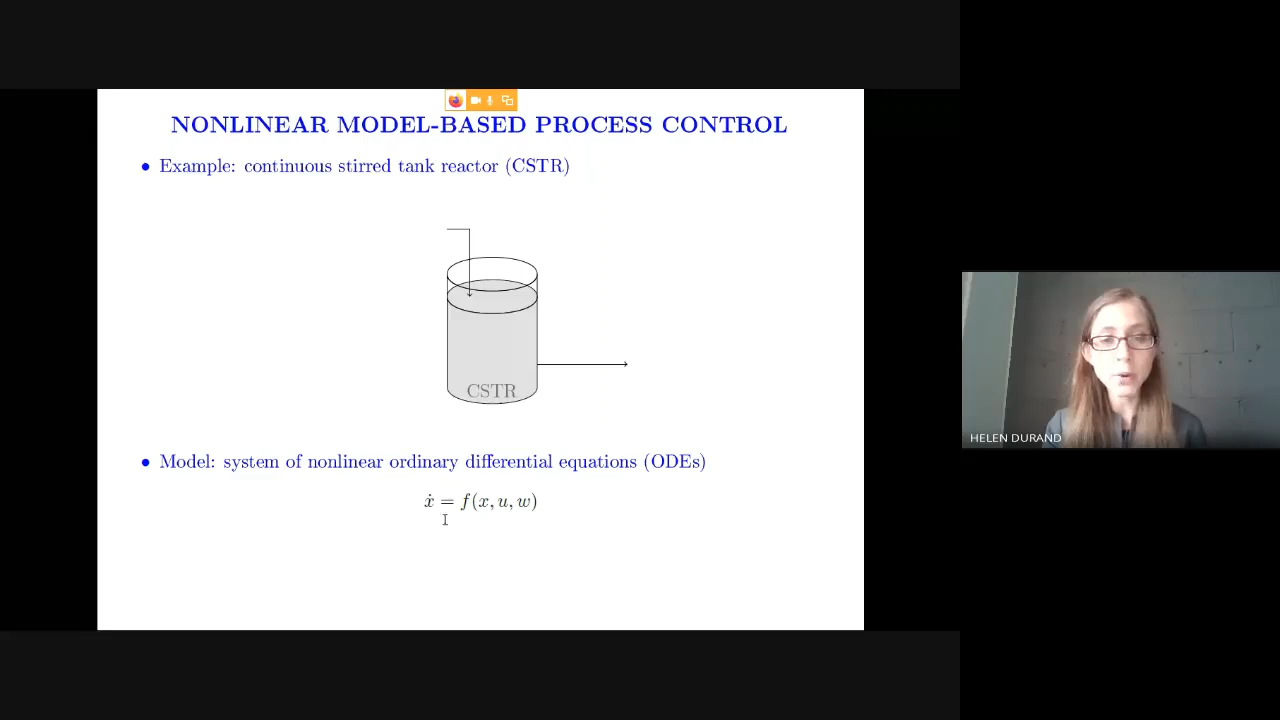 NONLINEAR MODEL-BASED PROCESS CONTROL
• Example: continuous stirred tank reactor (CSTR)
CSTR
• Model: system of nonlinear ordinary differential equations (ODEs)
ẋ = f(x, u, w)
HELEN DURAND